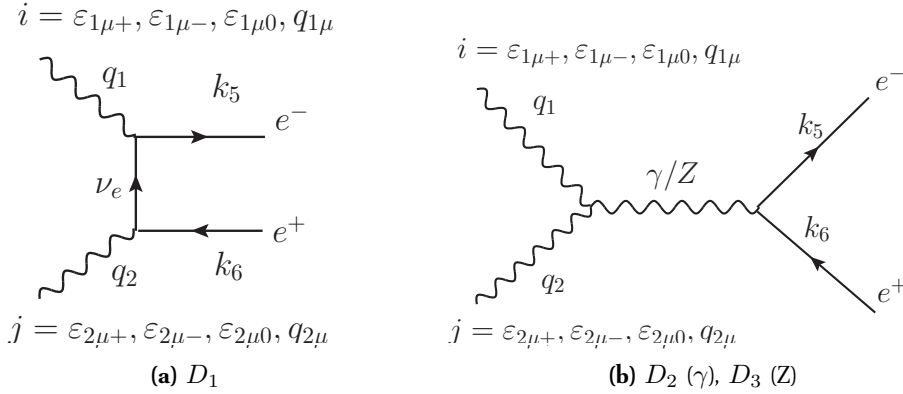 i = ε₁μ₊, ε₁μ₋, ε₁μ₀, q₁μ
q₁
k₅
e⁻
νₑ
e⁺
q₂
k₆
j = ε₂μ₊, ε₂μ₋, ε₂μ₀, q₂μ
(a) D₁
i = ε₁μ₊, ε₁μ₋, ε₁μ₀, q₁μ
e⁻
q₁
k₅
γ/Z
k₆
q₂
e⁺
j = ε₂μ₊, ε₂μ₋, ε₂μ₀, q₂μ
(b) D₂ (γ), D₃ (Z)